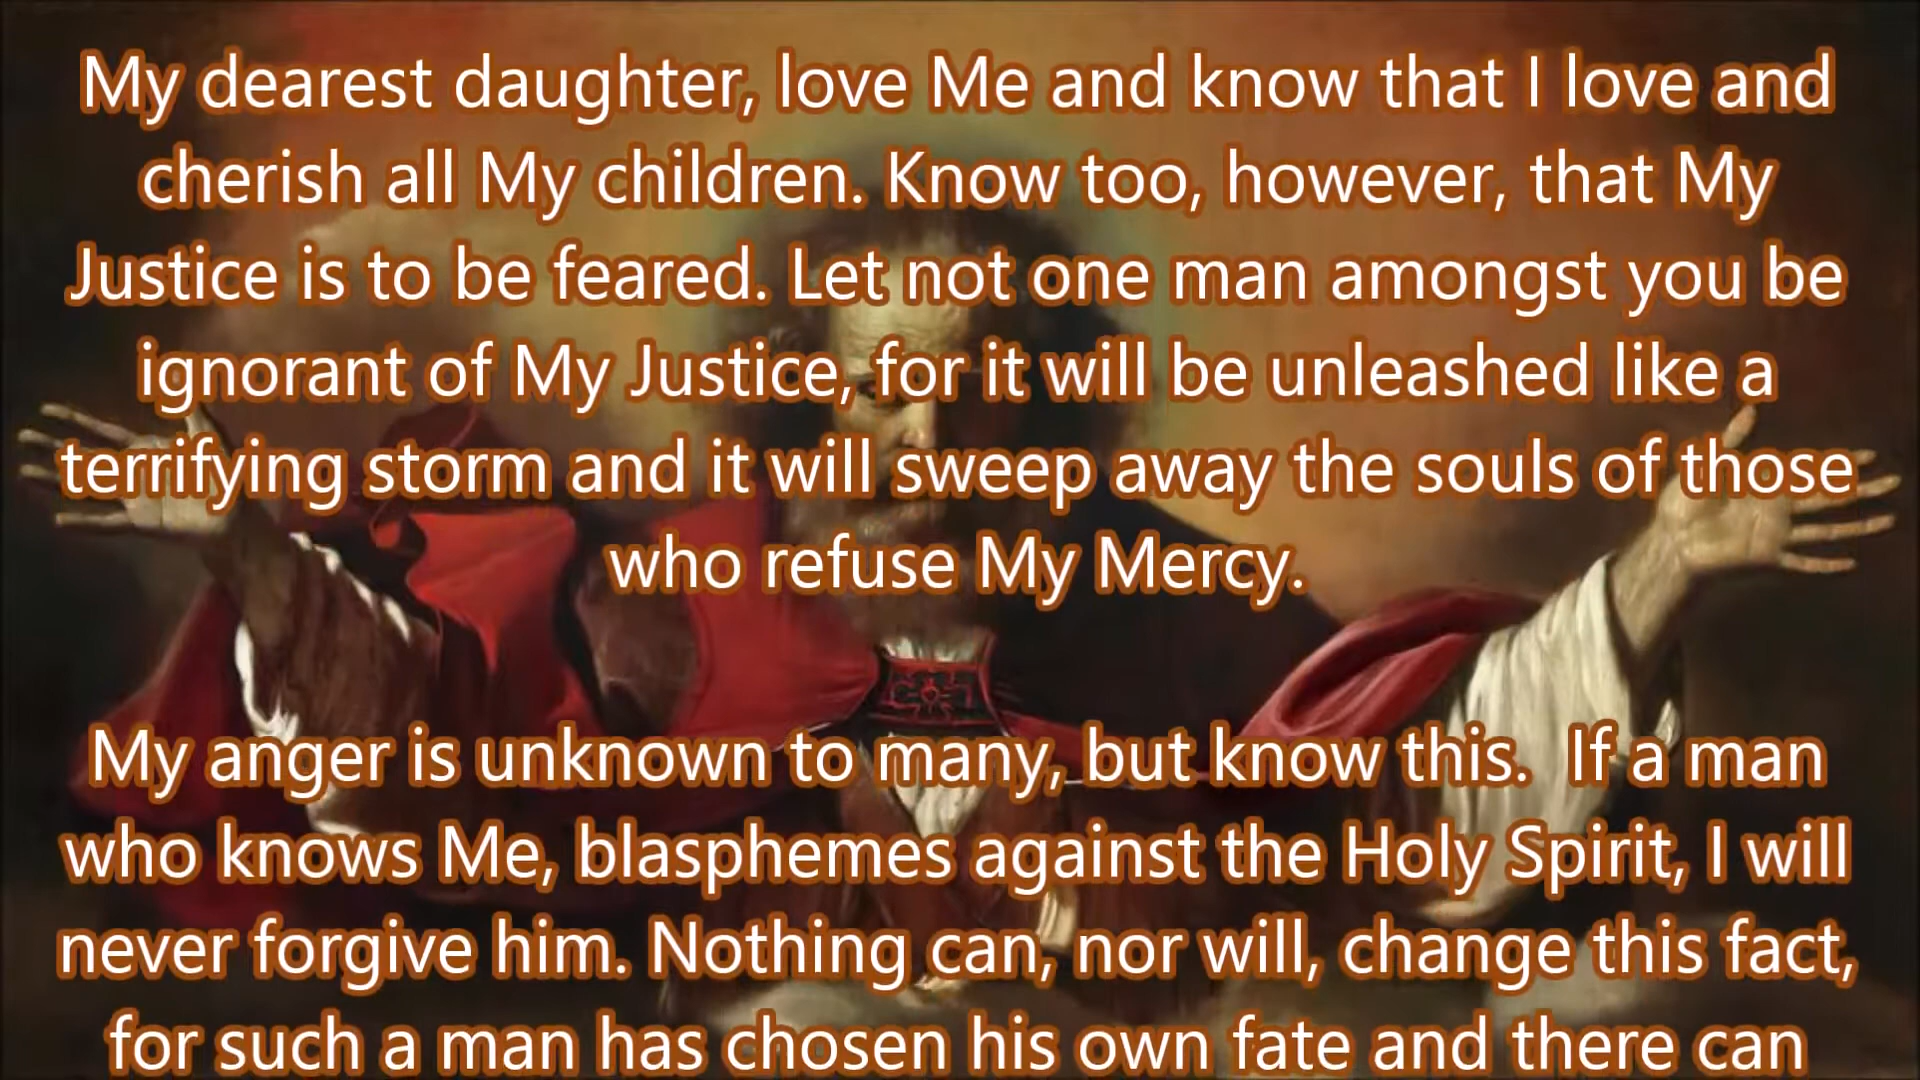 My dearest daughter, love Me and know that I love and
cherish all My children. Know too, however, that My
Justice is to be feared. Let not one man amongst you be
ignorant of My Justice, for it will be unleashed like a
terrifying storm and it will sweep away the souls of those
who refuse My Mercy.
My anger is unknown to many, but know this.  If a man
who knows Me, blasphemes against the Holy Spirit, I will
never forgive him. Nothing can, nor will, change this fact,
for such a man has chosen his own fate and there can